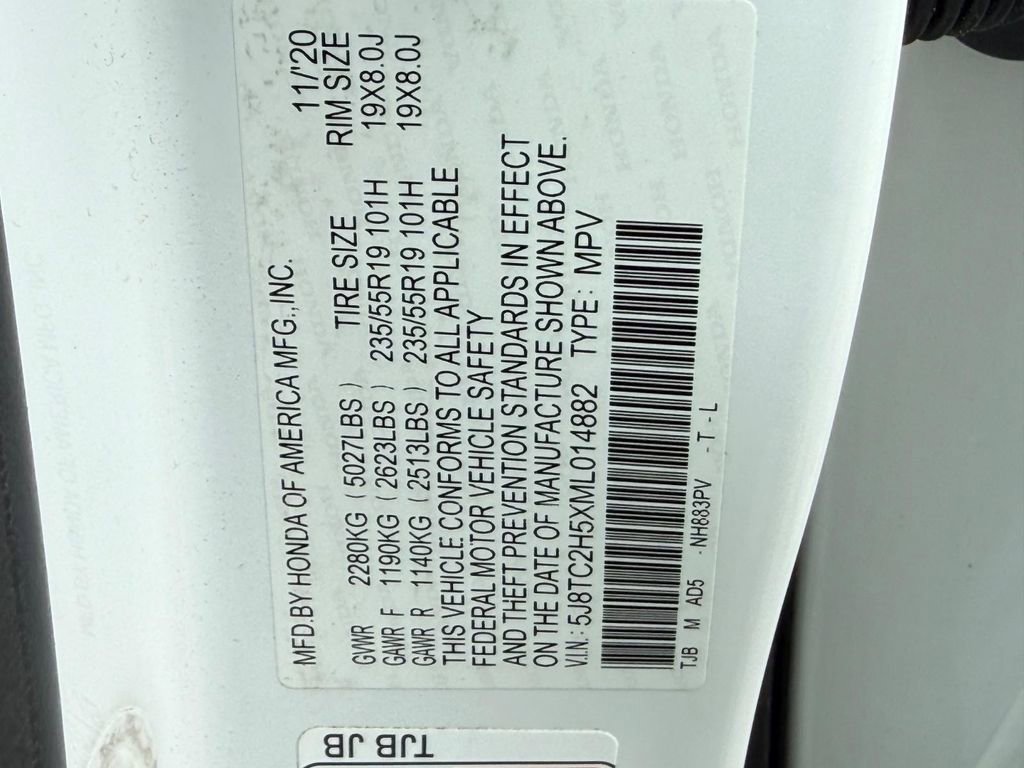 MFD.BY HONDA OF AMERICA MFG.,INC. 11/'20
TIRE SIZE RIM SIZE
GVWR 2280KG ( 5027LBS )
GAWR F 1190KG ( 2623LBS ) 235/55R19 101H 19X8.0J
GAWR R 1140KG ( 2513LBS ) 235/55R19 101H 19X8.0J
THIS VEHICLE CONFORMS TO ALL APPLICABLE
FEDERAL MOTOR VEHICLE SAFETY
AND THEFT PREVENTION STANDARDS IN EFFECT
ON THE DATE OF MANUFACTURE SHOWN ABOVE.
V.I.N: 5J8TC2H5XML014882 TYPE : MPV
TJB M AD5 -NH883PV -T-L
TJB JB